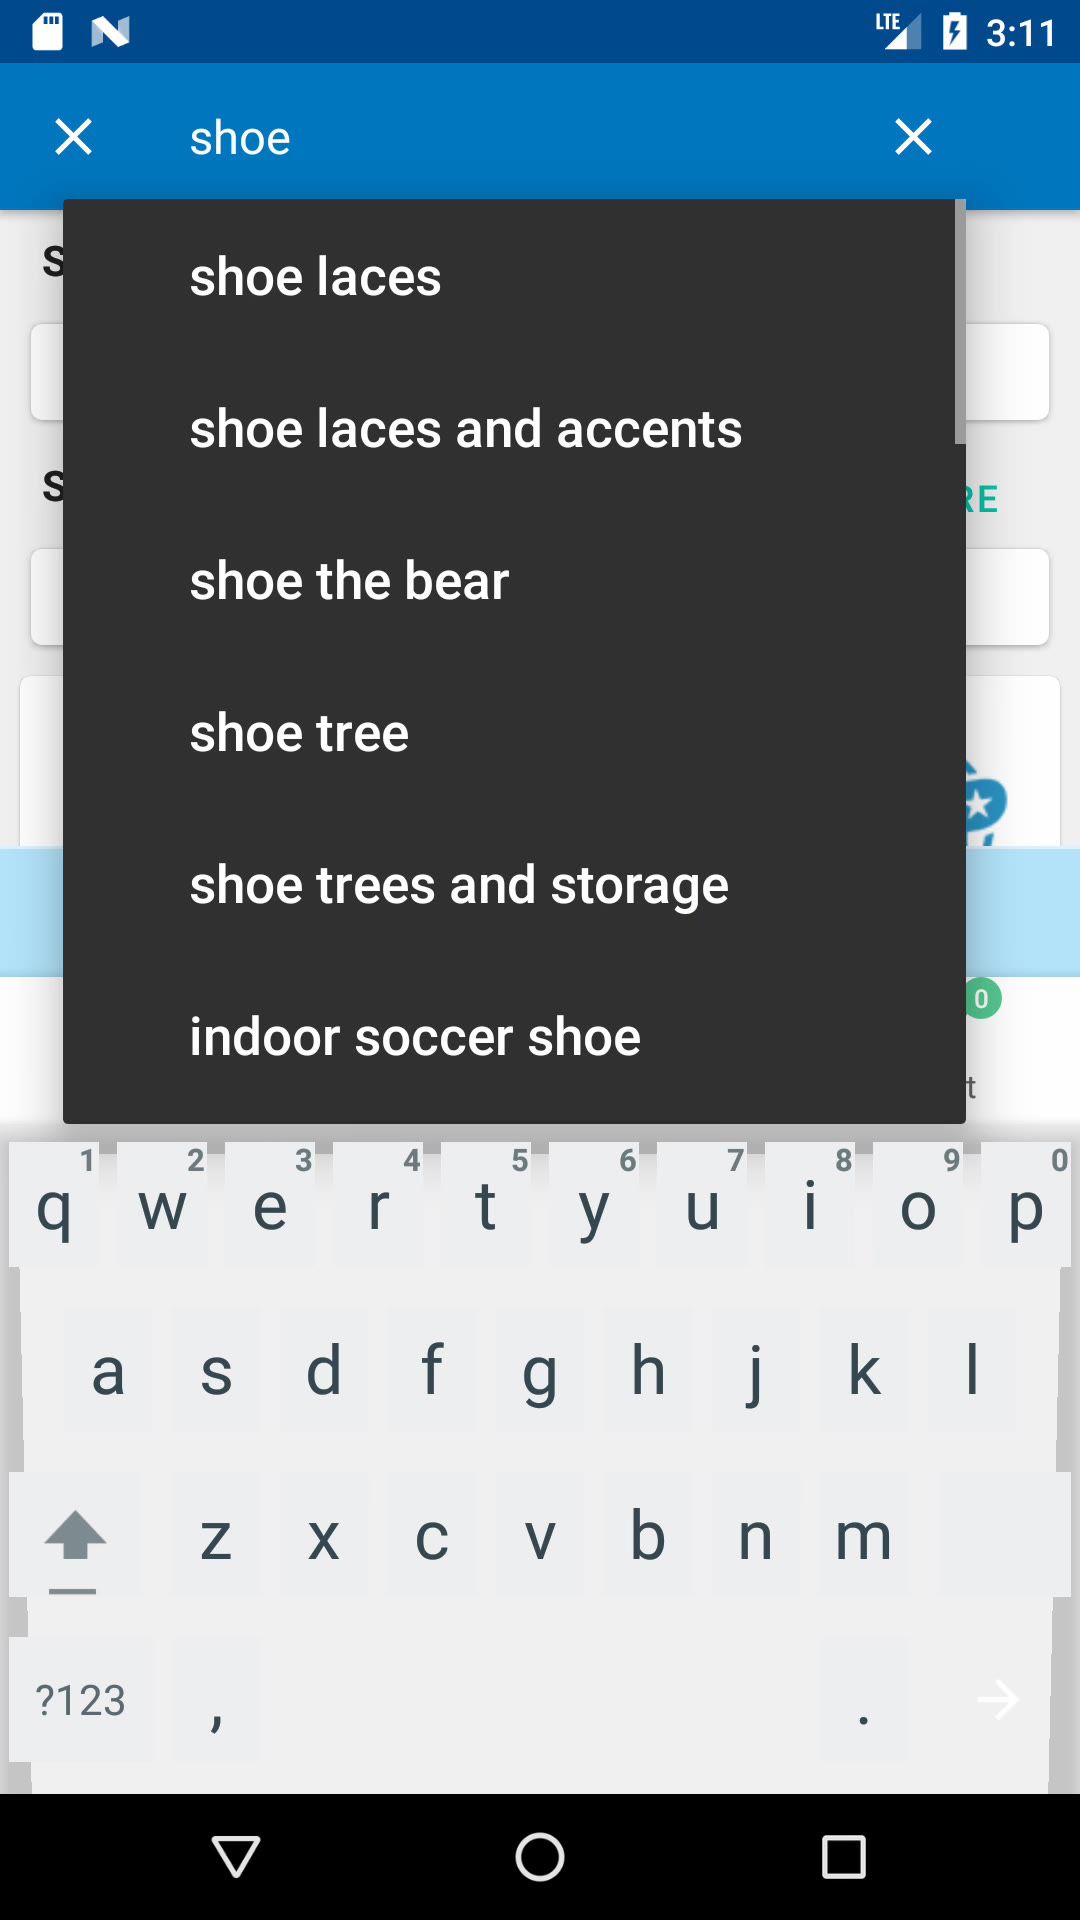 LTE 3:11
shoe
S
shoe laces
shoe laces and accents
S
RE
shoe the bear
shoe tree
shoe trees and storage
0
indoor soccer shoe
t
1 2 3 4 5 6 7 8 9 0
q w e r t y u i o p
a s d f g h j k l
z x c v b n m
?123 , .